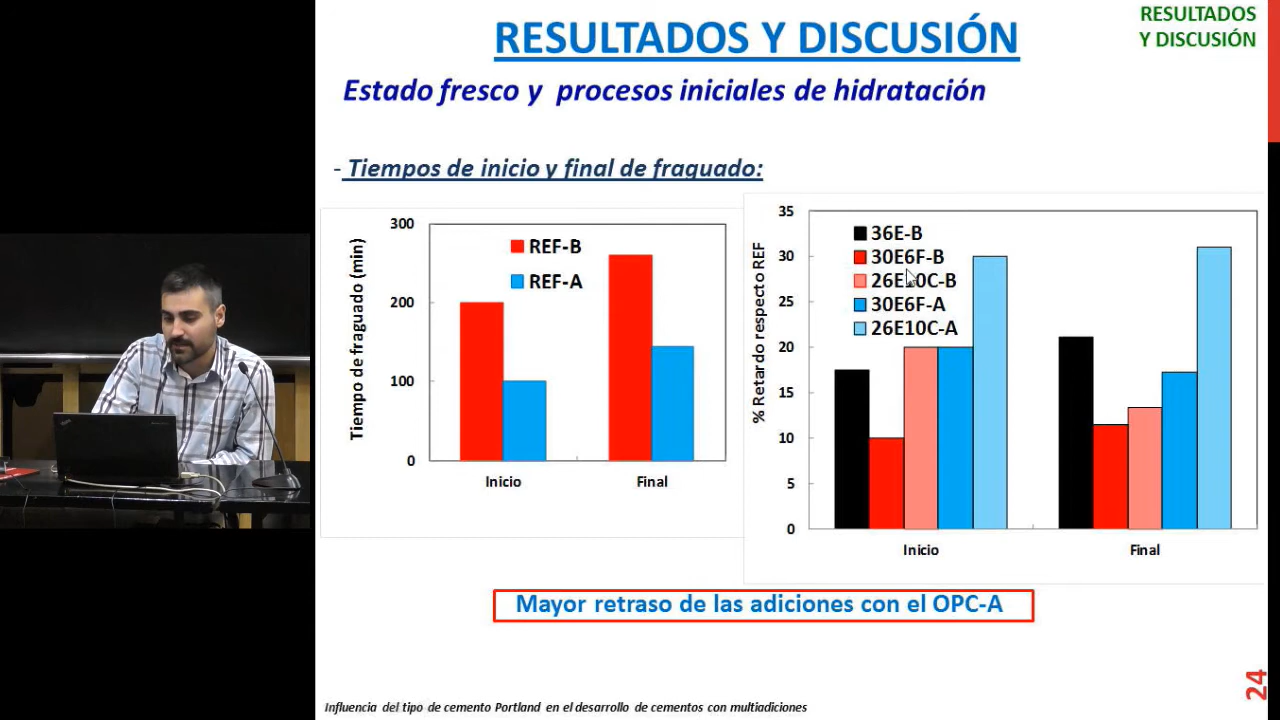 RESULTADOS Y DISCUSIÓN
RESULTADOS
Y DISCUSIÓN
Estado fresco y procesos iniciales de hidratación
- Tiempos de inicio y final de fraguado:
Tiempo de fraguado (min)
300
200
100
0
REF-B
REF-A
Inicio
Final
% Retardo respecto REF
35
30
25
20
15
10
5
0
36E-B
30E6F-B
26E10C-B
30E6F-A
26E10C-A
Inicio
Final
Mayor retraso de las adiciones con el OPC-A
Influencia del tipo de cemento Portland en el desarrollo de cementos con multiadiciones
24